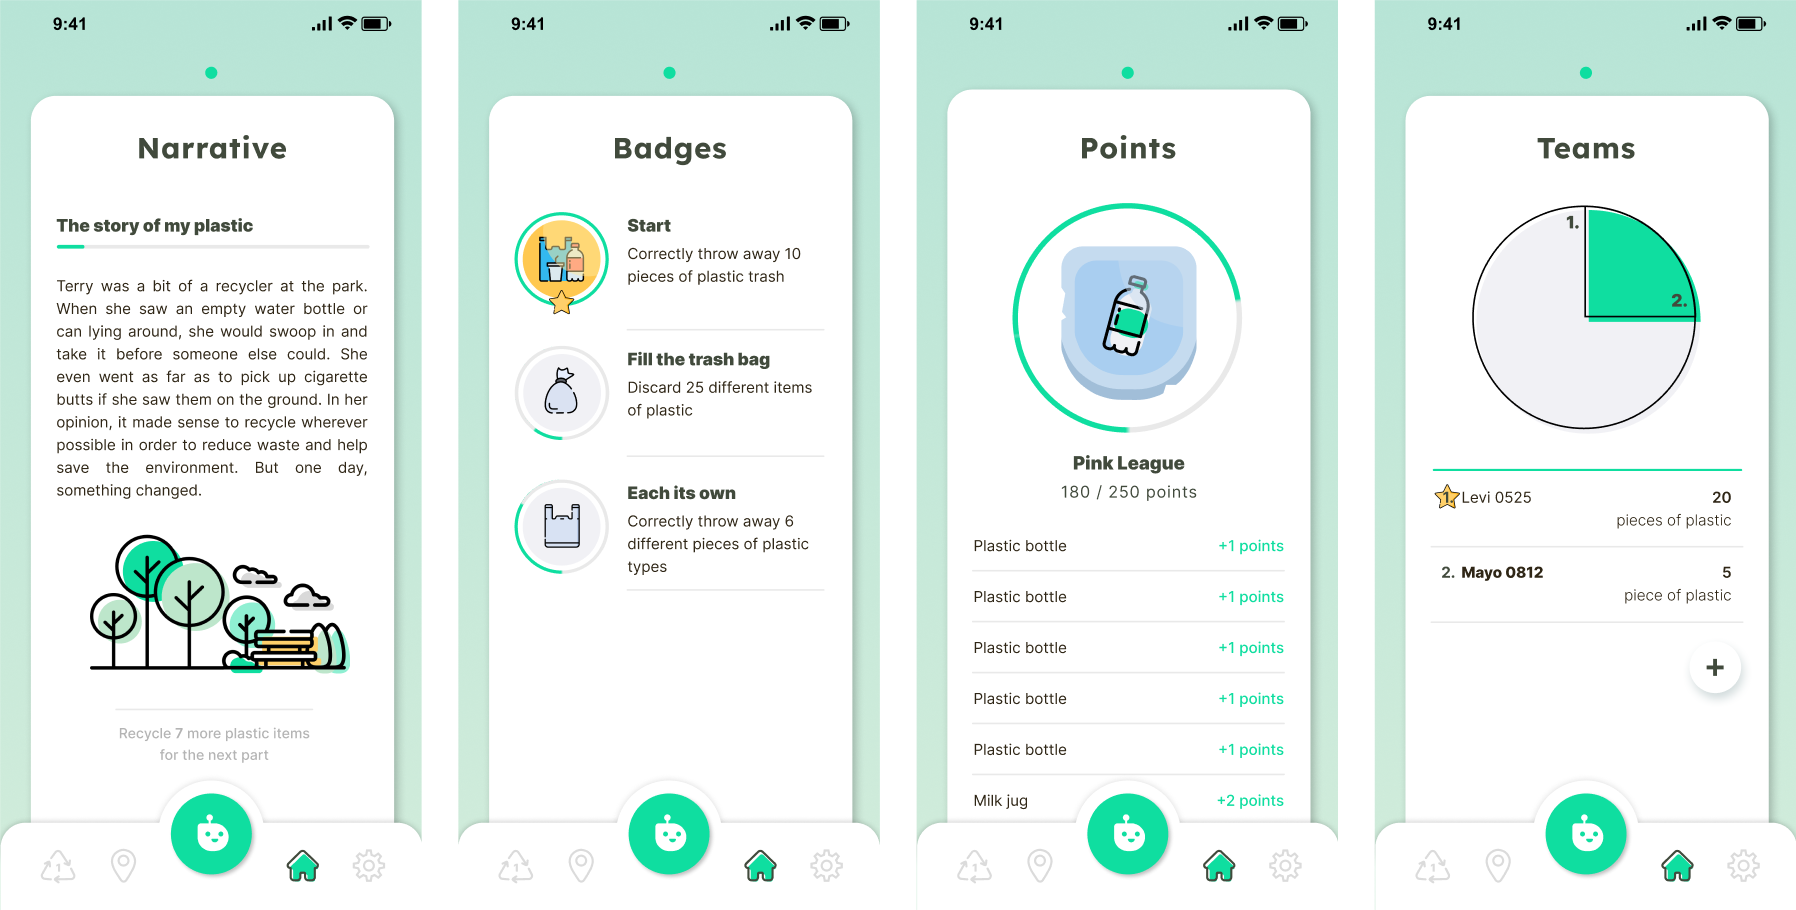 9:41
Narrative
The story of my plastic
Terry was a bit of a recycler at the park.
When she saw an empty water bottle or
can lying around, she would swoop in and
take it before someone else could. She
even went as far as to pick up cigarette
butts if she saw them on the ground. In her
opinion, it made sense to recycle wherever
possible in order to reduce waste and help
save the environment. But one day,
something changed.
Recycle 7 more plastic items
for the next part
1
9:41
Badges
Start
Correctly throw away 10
pieces of plastic trash
Fill the trash bag
Discard 25 different items
of plastic
Each its own
Correctly throw away 6
different pieces of plastic
types
1
9:41
Points
Pink League
180 / 250 points
Plastic bottle +1 points
Plastic bottle +1 points
Plastic bottle +1 points
Plastic bottle +1 points
Plastic bottle +1 points
Milk jug +2 points
1
9:41
Teams
1.
2.
1. Levi 0525 20
pieces of plastic
2. Mayo 0812 5
piece of plastic
+
1